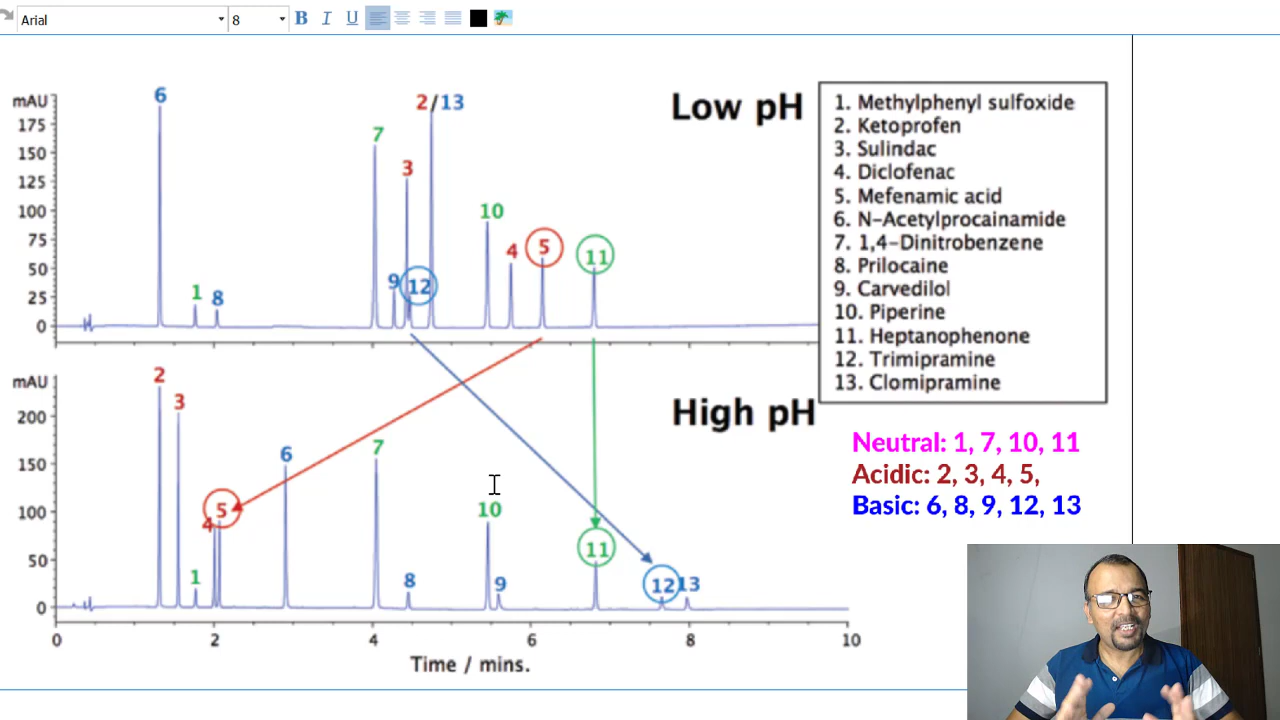 Arial 8 B I U
mAU
175
150
125
100
75
50
25
0
6
1
8
7
3
9
12
2/13
10
4
5
11
Low pH
1. Methylphenyl sulfoxide
2. Ketoprofen
3. Sulindac
4. Diclofenac
5. Mefenamic acid
6. N-Acetylprocainamide
7. 1,4-Dinitrobenzene
8. Prilocaine
9. Carvedilol
10. Piperine
11. Heptanophenone
12. Trimipramine
13. Clomipramine
mAU
200
150
100
50
0
2
3
4
5
1
6
7
8
10
9
11
12
13
High pH
Neutral: 1, 7, 10, 11
Acidic: 2, 3, 4, 5,
Basic: 6, 8, 9, 12, 13
0 2 4 6 8 10
Time / mins.